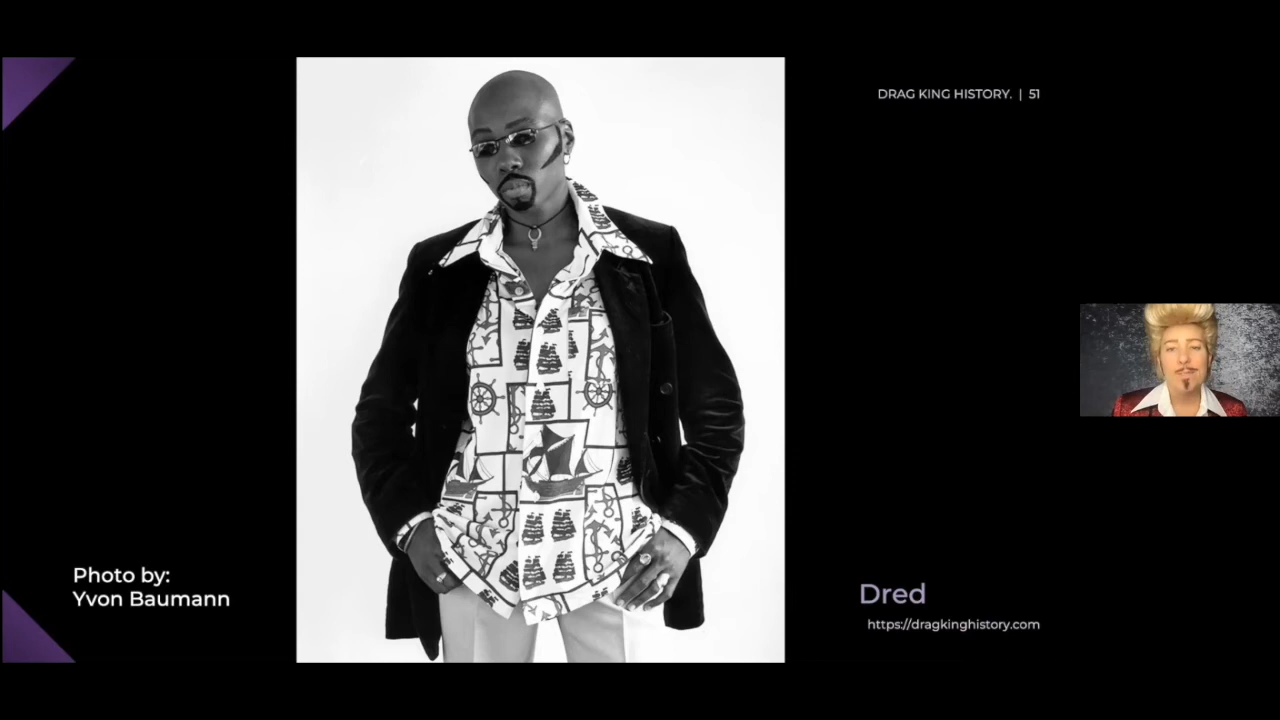 DRAG KING HISTORY. | 51
Photo by:
Yvon Baumann
Dred
https://dragkinghistory.com